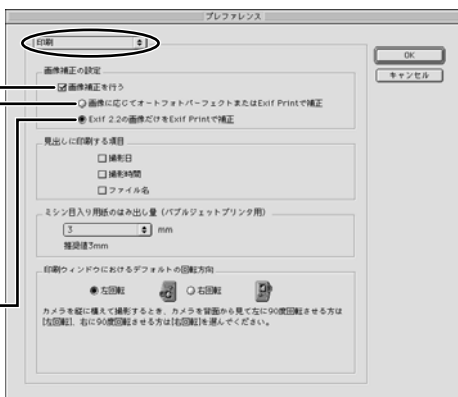 プレファレンス
印刷
OK
キャンセル
画像補正の設定
画像補正を行う
画像に応じてオートフォトパーフェクトまたはExif Printで補正
Exif 2.2の画像だけをExif Printで補正
見出しに印刷する項目
撮影日
撮影時間
ファイル名
ミシン目入り用紙のはみ出し量（バブルジェットプリンタ用）
3 mm
推奨値3mm
印刷ウィンドウにおけるデフォルトの回転方向
左回転 右回転
カメラを縦に構えて撮影するとき、カメラを背面から見て左に90度回転させる方は
[左回転]、右に90度回転させる方は[右回転]を選んでください。